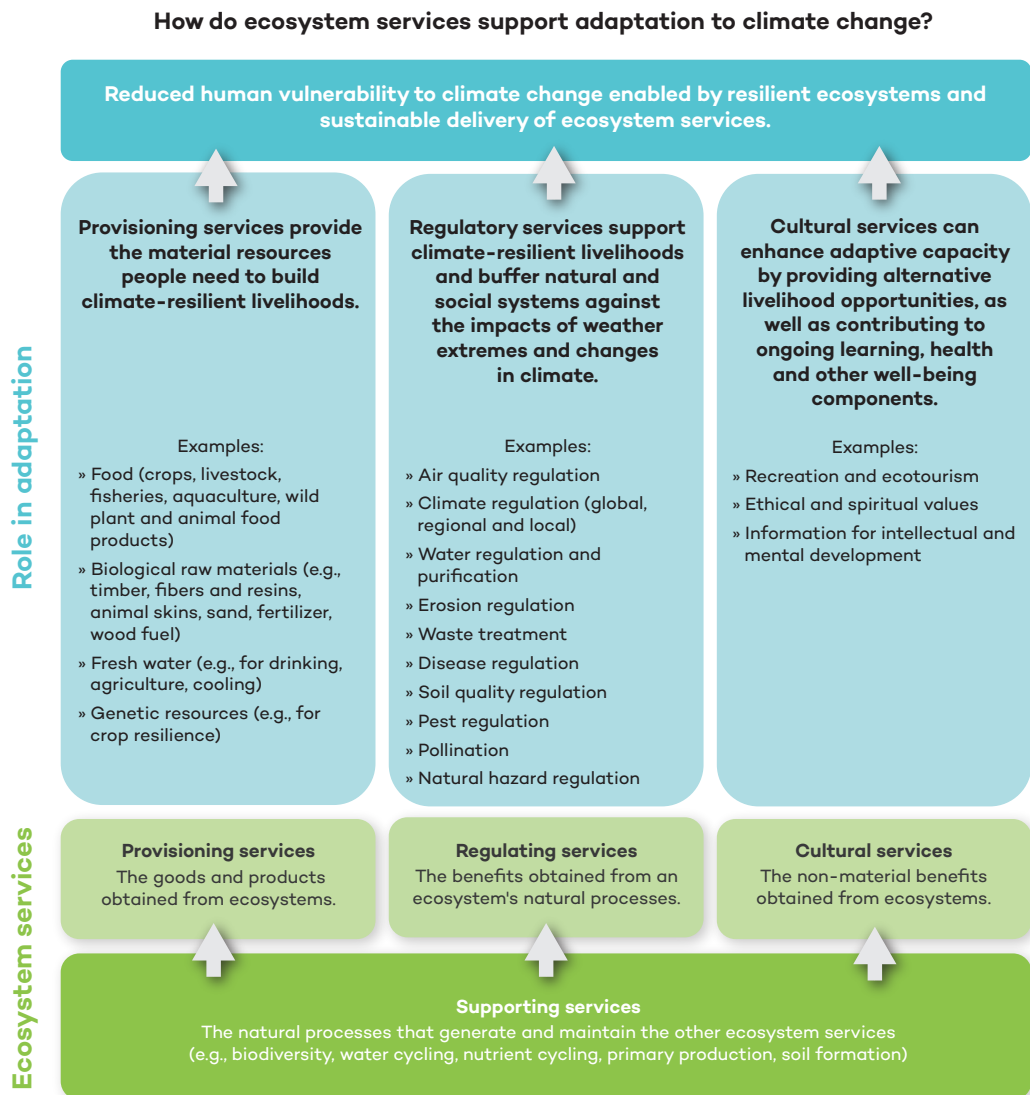 How do ecosystem services support adaptation to climate change?
Reduced human vulnerability to climate change enabled by resilient ecosystems and
sustainable delivery of ecosystem services.
Role in adaptation
Provisioning services provide
the material resources
people need to build
climate-resilient livelihoods.
Examples:
» Food (crops, livestock,
fisheries, aquaculture, wild
plant and animal food
products)
» Biological raw materials (e.g.,
timber, fibers and resins,
animal skins, sand, fertilizer,
wood fuel)
» Fresh water (e.g., for drinking,
agriculture, cooling)
» Genetic resources (e.g., for
crop resilience)
Regulatory services support
climate-resilient livelihoods
and buffer natural and
social systems against
the impacts of weather
extremes and changes
in climate.
Examples:
» Air quality regulation
» Climate regulation (global,
regional and local)
» Water regulation and
purification
» Erosion regulation
» Waste treatment
» Disease regulation
» Soil quality regulation
» Pest regulation
» Pollination
» Natural hazard regulation
Cultural services can
enhance adaptive capacity
by providing alternative
livelihood opportunities, as
well as contributing to
ongoing learning, health
and other well-being
components.
Examples:
» Recreation and ecotourism
» Ethical and spiritual values
» Information for intellectual and
mental development
Ecosystem services
Provisioning services
The goods and products
obtained from ecosystems.
Regulating services
The benefits obtained from an
ecosystem's natural processes.
Cultural services
The non-material benefits
obtained from ecosystems.
Supporting services
The natural processes that generate and maintain the other ecosystem services
(e.g., biodiversity, water cycling, nutrient cycling, primary production, soil formation)